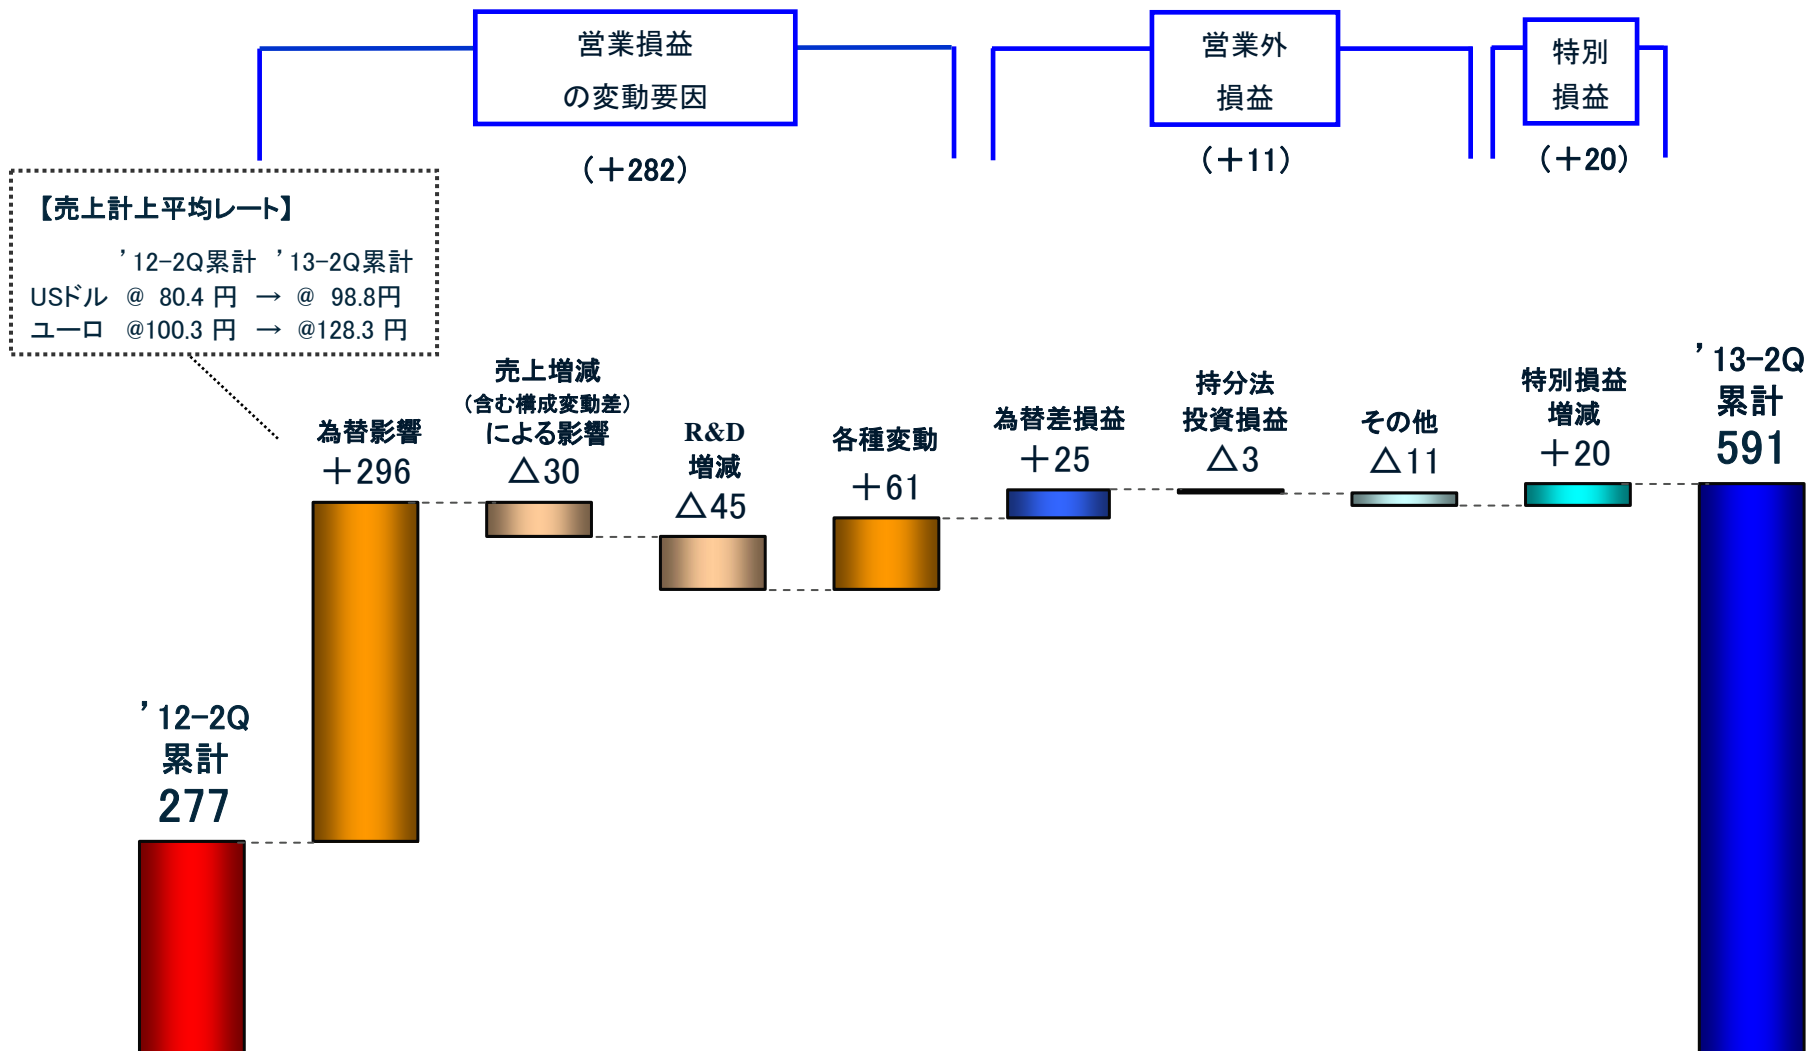 営業損益
の変動要因
(＋282)
営業外
損益
(＋11)
特別
損益
(＋20)
【売上計上平均レート】
’12-2Q累計 ’13-2Q累計
USドル @ 80.4 円 → @ 98.8円
ユーロ @100.3 円 → @128.3 円
’12-2Q
累計
277
為替影響
＋296
売上増減
(含む構成変動差)
による影響
△30
R&D
増減
△45
各種変動
＋61
為替差損益
＋25
持分法
投資損益
△3
その他
△11
特別損益
増減
＋20
’13-2Q
累計
591